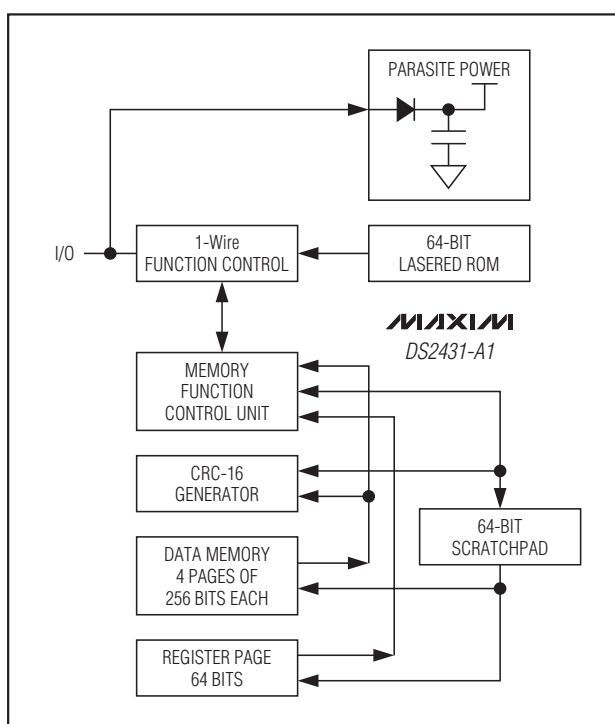 PARASITE POWER
I/O
1-Wire
FUNCTION CONTROL
64-BIT
LASERED ROM
MAXIM
DS2431-A1
MEMORY
FUNCTION
CONTROL UNIT
CRC-16
GENERATOR
64-BIT
SCRATCHPAD
DATA MEMORY
4 PAGES OF
256 BITS EACH
REGISTER PAGE
64 BITS